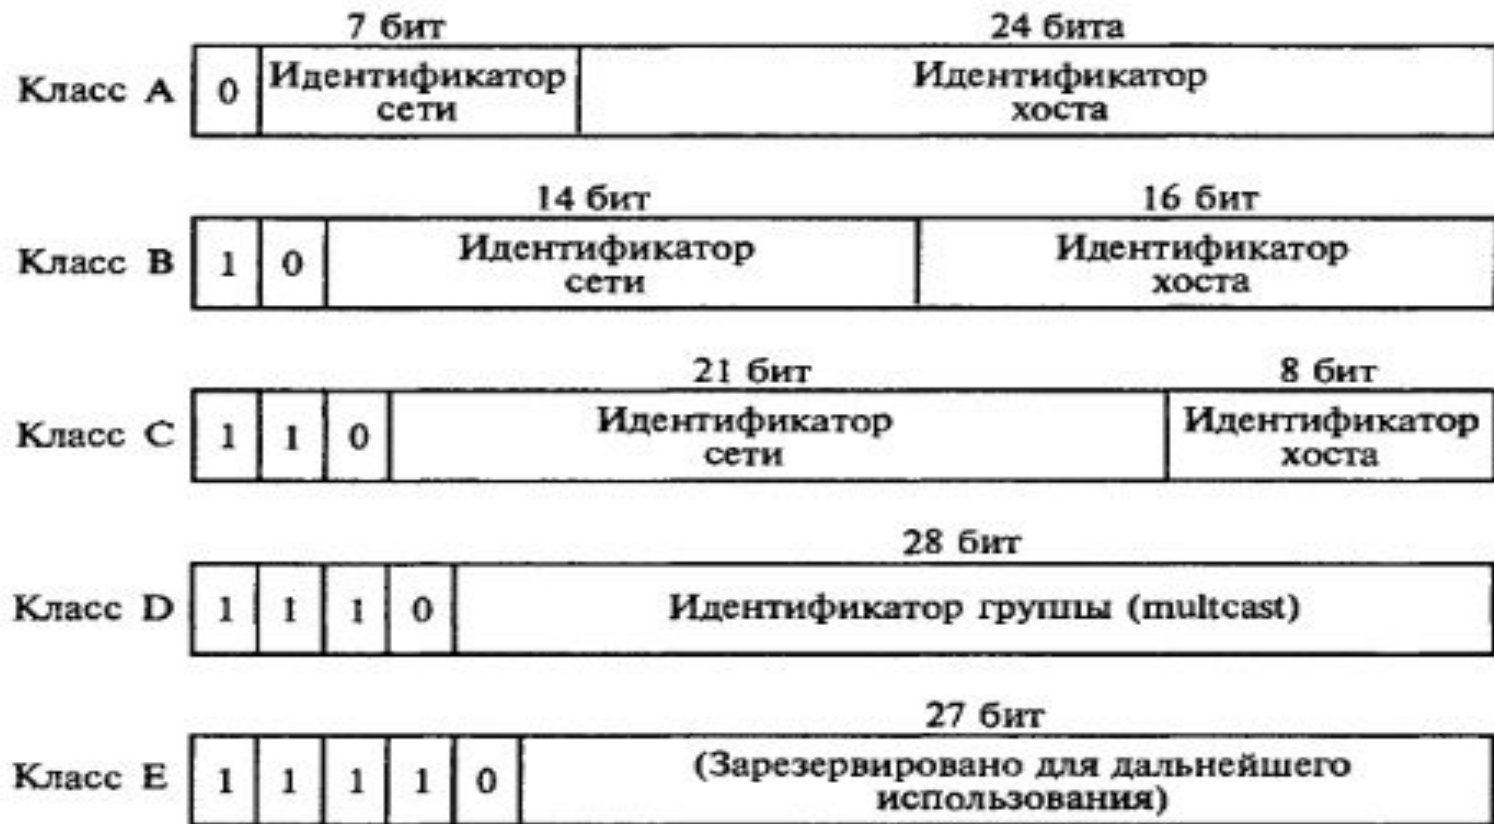 7 бит 24 бита
Класс A 0 Идентификатор Идентификатор
сети хоста
14 бит 16 бит
Класс B 1 0 Идентификатор Идентификатор
сети хоста
21 бит 8 бит
Класс C 1 1 0 Идентификатор Идентификатор
сети хоста
28 бит
Класс D 1 1 1 0 Идентификатор группы (multcast)
27 бит
Класс E 1 1 1 1 0 (Зарезервировано для дальнейшего
использования)